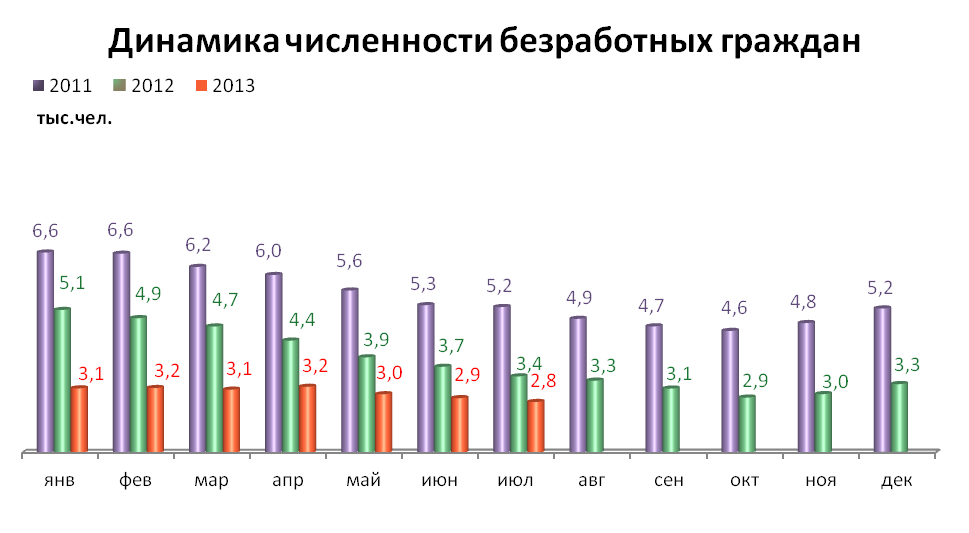 Динамика численности безработных граждан
2011 2012 2013
тыс.чел.
6,6 6,6 6,2 6,0 5,6 5,3 5,2 4,9 4,7 4,6 4,8 5,2
5,1 4,9 4,7 4,4 3,9 3,7 3,4 3,3 3,1 2,9 3,0 3,3
3,1 3,2 3,1 3,2 3,0 2,9 2,8
янв фев мар апр май июн июл авг сен окт ноя дек